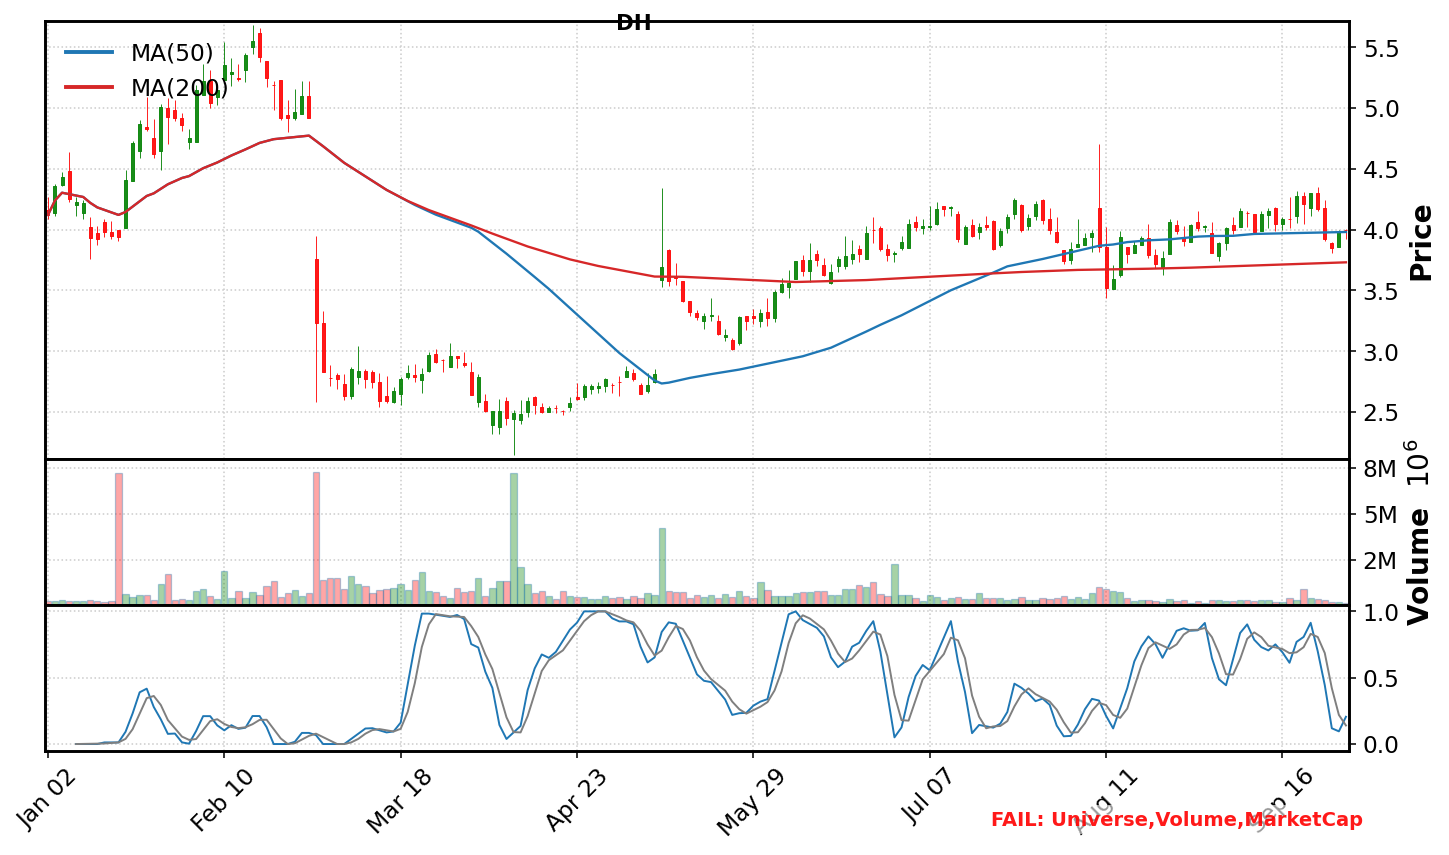 DH
MA(50)
MA(200)
5.5
5.0
4.5
4.0
3.5
3.0
2.5
Price
8M
5M
2M
Volume 10^6
1.0
0.5
0.0
Jan 02
Feb 10
Mar 18
Apr 23
May 29
Jul 07
Aug 11
Sep 16
FAIL: Universe,Volume,MarketCap